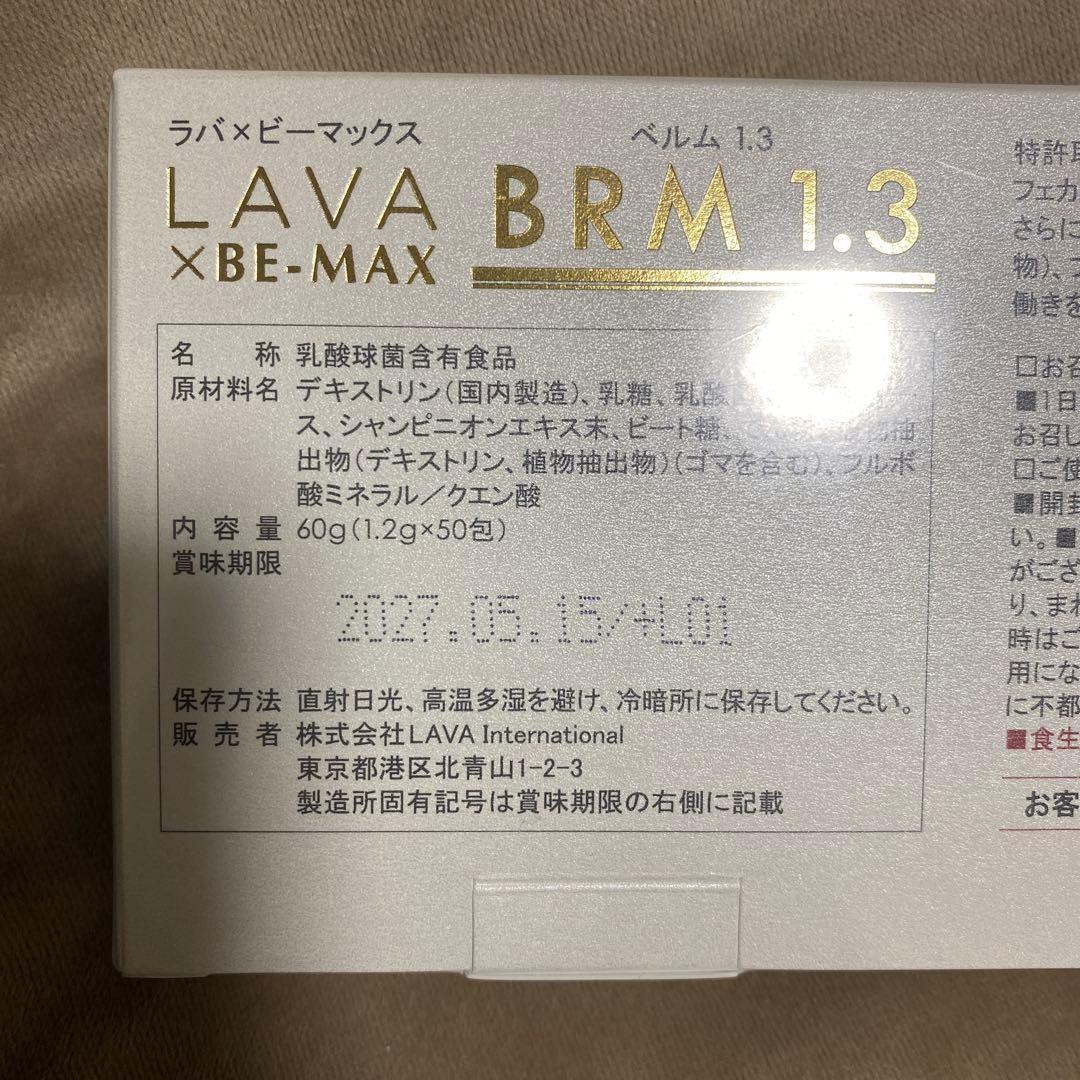 ラバ×ビーマックス
ベルム 1.3
LAVA
×BE-MAX
BRM 1.3
名 称 乳酸球菌含有食品
原材料名 デキストリン(国内製造)、乳糖、乳酸
ス、シャンピニオンエキス末、ビート糖、
出物(デキストリン、植物抽出物)(ゴマを含む)、フルボ
酸ミネラル/クエン酸
内容量 60g(1.2g×50包)
賞味期限
2027.05.15/+L01
保存方法 直射日光、高温多湿を避け、冷暗所に保存してください。
販売者 株式会社LAVA International
東京都港区北青山1-2-3
製造所固有記号は賞味期限の右側に記載
特許
フェカ
さらに
物)、
働きを
□お召
■1日
お召し
□ご使
■開封
い。■
がござ
り、まれ
時はご
用にな
に不都
■食生
お客